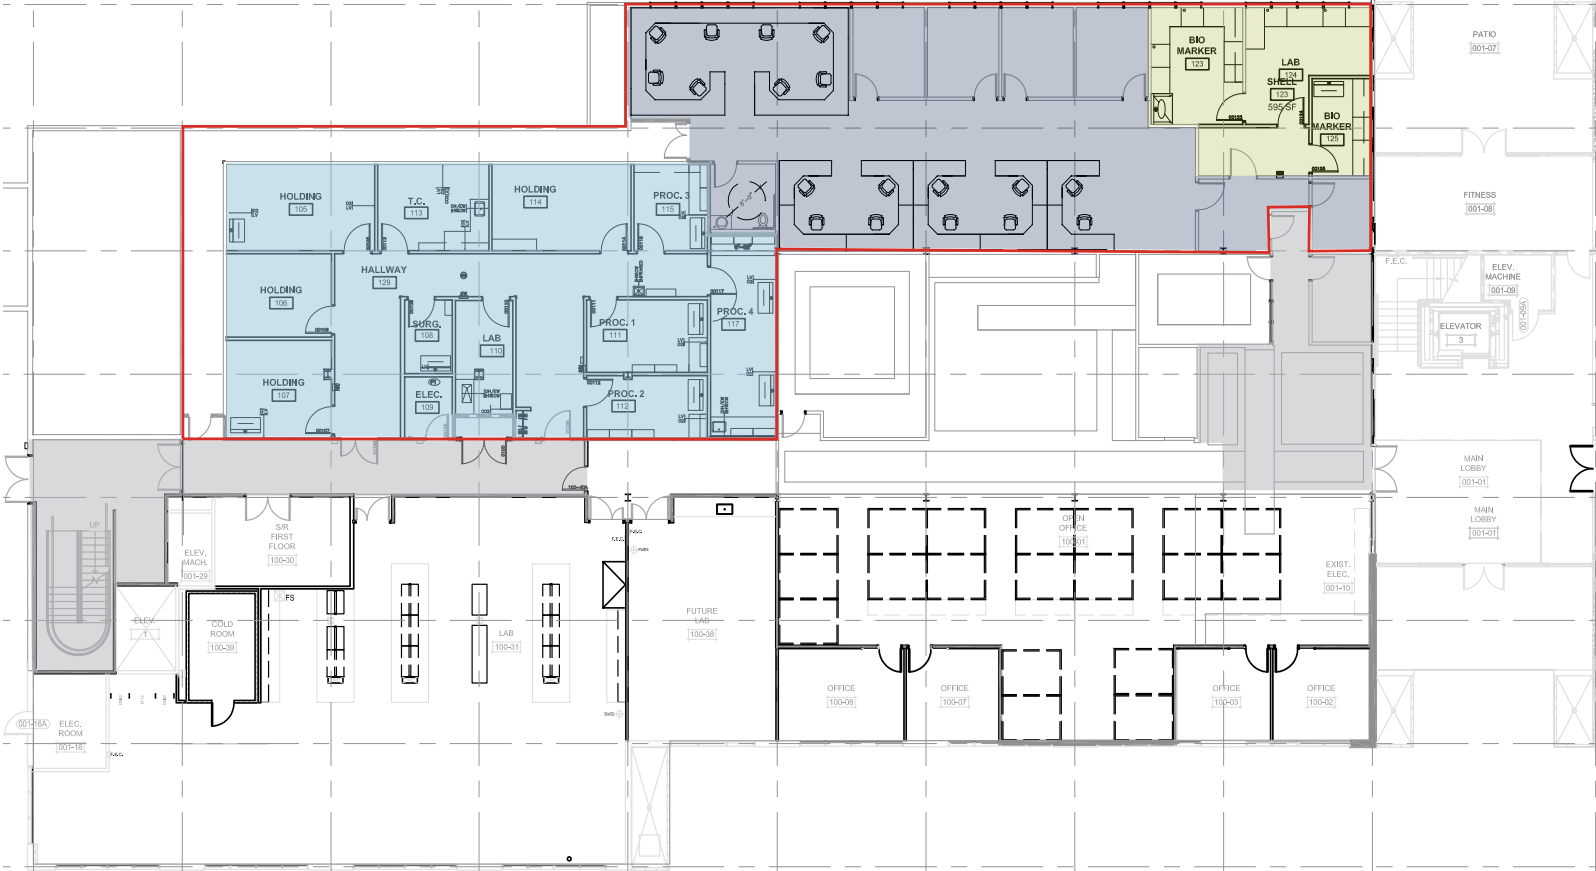 PATIO
001-07
BIO
MARKER
123
LAB
124
SHELL
123
595 SF
BIO
MARKER
125
HOLDING
105
T.C.
113
HOLDING
114
PROC. 3
115
FITNESS
001-08
HALLWAY
129
HOLDING
106
SURG.
108
LAB
110
PROC. 1
111
PROC. 4
117
HOLDING
107
ELEC.
109
PROC. 2
112
F.E.C.
ELEV.
MACHINE
001-09
001-09A
ELEVATOR
3
MAIN
LOBBY
001-01
MAIN
LOBBY
001-01
UP
S/R
FIRST
FLOOR
100-30
ELEV.
MACH.
001-29
FS
ELEV.
1
COLD
ROOM
100-39
LAB
100-31
FUTURE
LAB
100-38
OPEN
OFFICE
100-01
EXIST.
ELEC.
001-10
OFFICE
100-08
OFFICE
100-07
OFFICE
100-03
OFFICE
100-02
001-16A
ELEC.
ROOM
001-16
F.E.C.